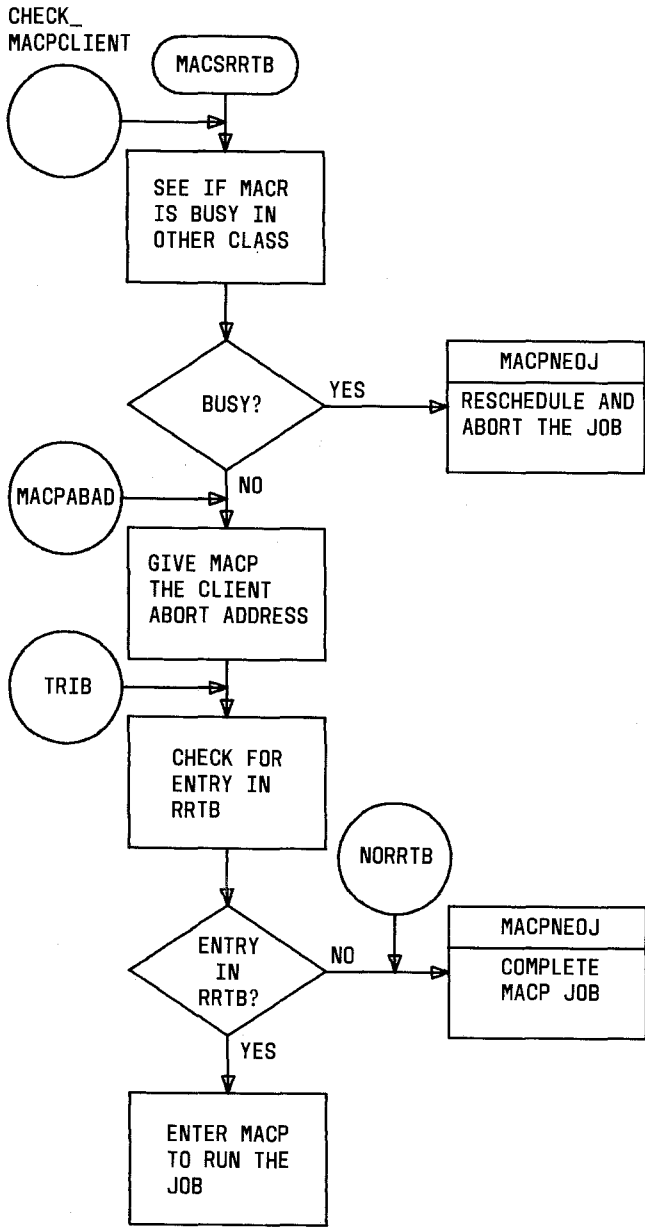 CHECK_
MACPCLIENT
MACSRRTB
SEE IF MACR
IS BUSY IN
OTHER CLASS
BUSY?
YES
MACPNEOJ
RESCHEDULE AND
ABORT THE JOB
NO
MACPABAD
GIVE MACP
THE CLIENT
ABORT ADDRESS
TRIB
CHECK FOR
ENTRY IN
RRTB
NORRTB
ENTRY
IN
RRTB?
NO
MACPNEOJ
COMPLETE
MACP JOB
YES
ENTER MACP
TO RUN THE
JOB